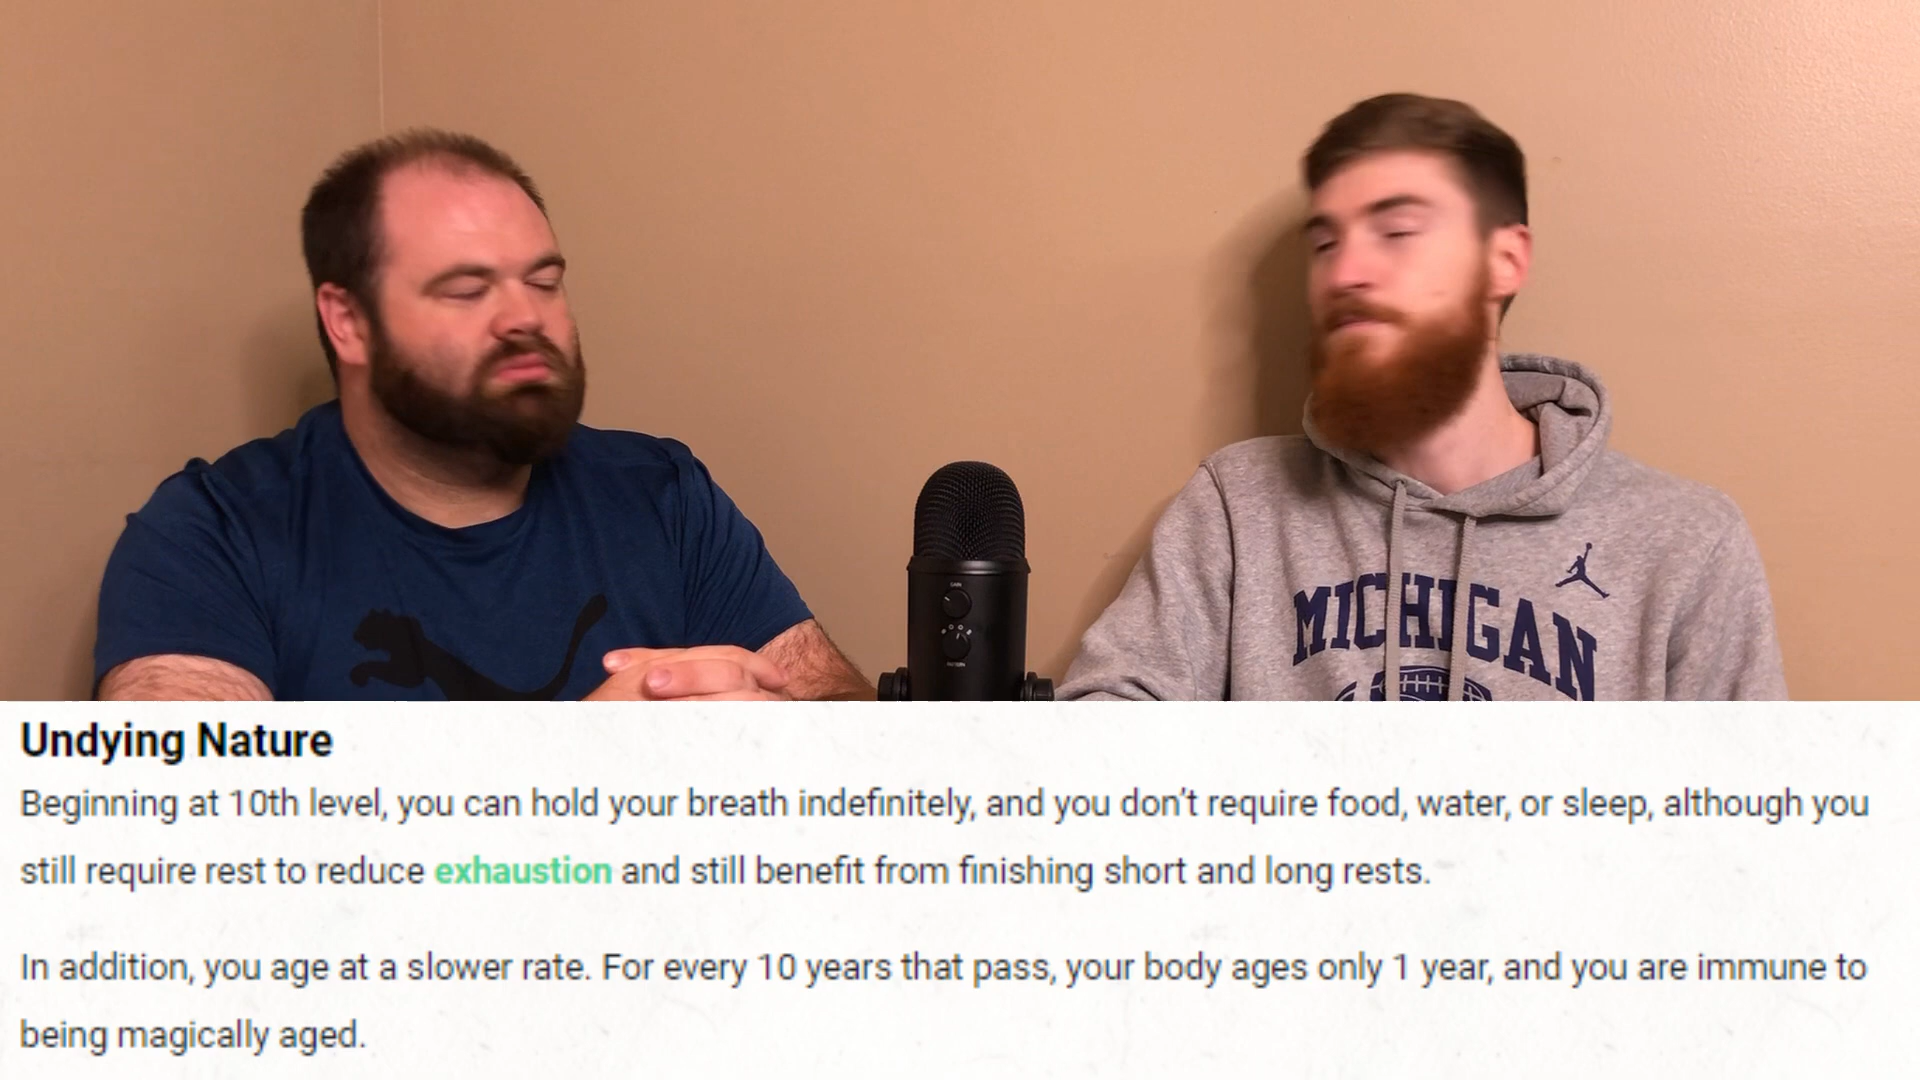 MICHIGAN
GAIN
PATTERN
Undying Nature
Beginning at 10th level, you can hold your breath indefinitely, and you don't require food, water, or sleep, although you
still require rest to reduce exhaustion and still benefit from finishing short and long rests.
In addition, you age at a slower rate. For every 10 years that pass, your body ages only 1 year, and you are immune to
being magically aged.